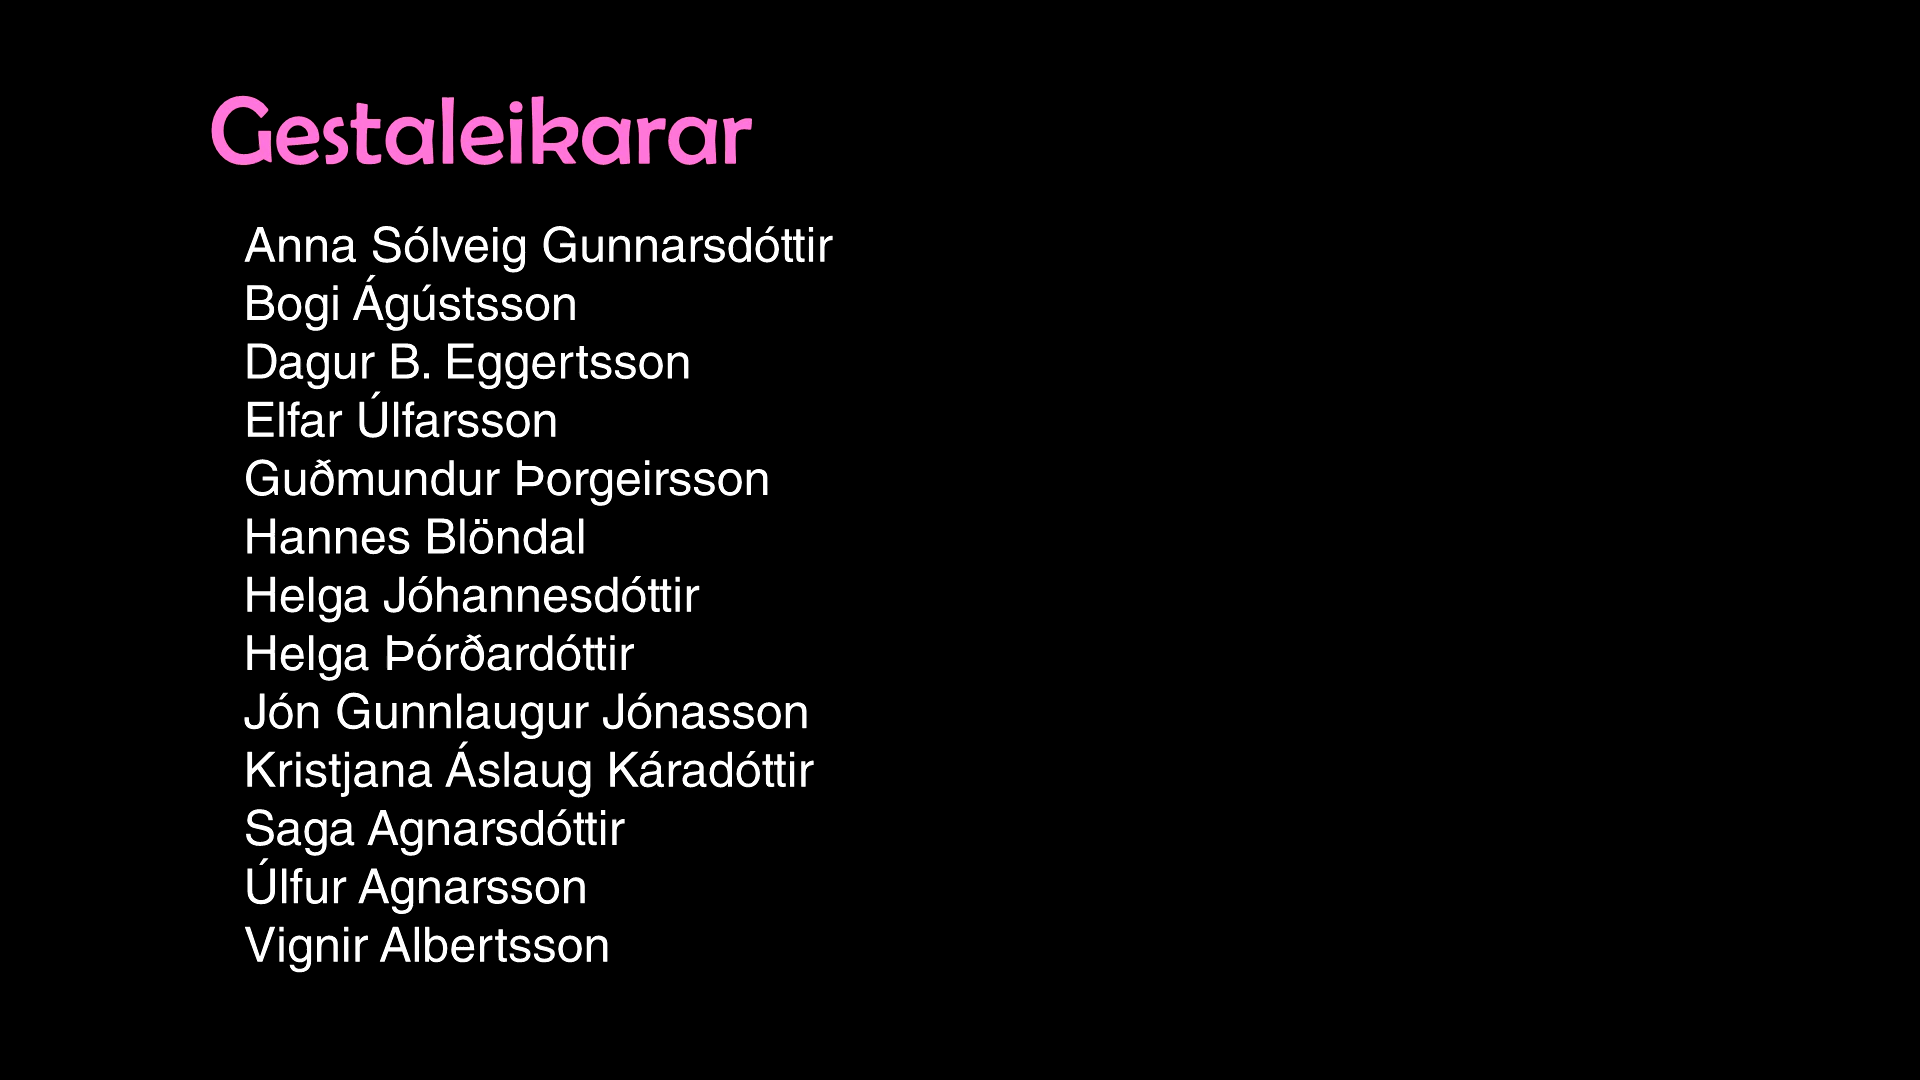 Gestaleikarar
Anna Sólveig Gunnarsdóttir
Bogi Ágústsson
Dagur B. Eggertsson
Elfar Úlfarsson
Guðmundur Þorgeirsson
Hannes Blöndal
Helga Jóhannesdóttir
Helga Þórðardóttir
Jón Gunnlaugur Jónasson
Kristjana Áslaug Káradóttir
Saga Agnarsdóttir
Úlfur Agnarsson
Vignir Albertsson